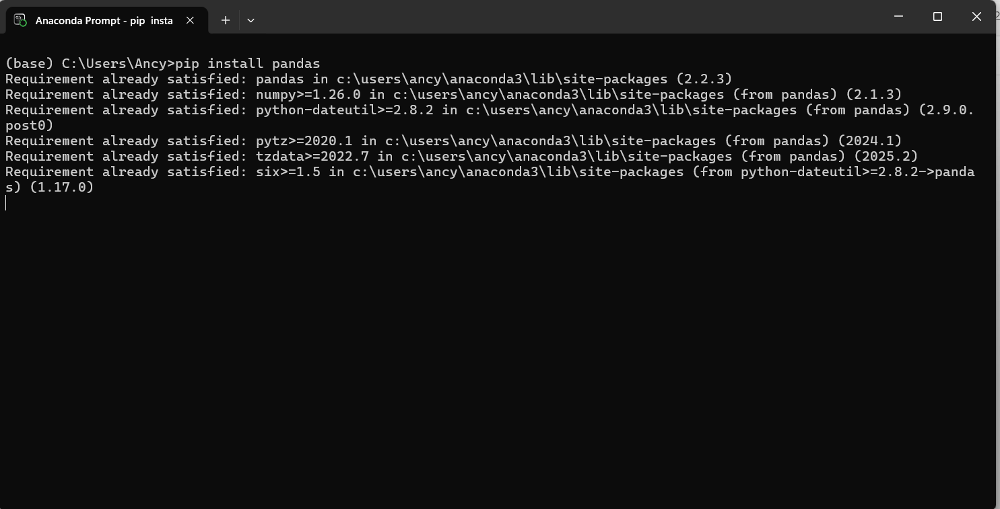 Anaconda Prompt - pip  insta
(base) C:\Users\Ancy>pip install pandas
Requirement already satisfied: pandas in c:\users\ancy\anaconda3\lib\site-packages (2.2.3)
Requirement already satisfied: numpy>=1.26.0 in c:\users\ancy\anaconda3\lib\site-packages (from pandas) (2.1.3)
Requirement already satisfied: python-dateutil>=2.8.2 in c:\users\ancy\anaconda3\lib\site-packages (from pandas) (2.9.0.
post0)
Requirement already satisfied: pytz>=2020.1 in c:\users\ancy\anaconda3\lib\site-packages (from pandas) (2024.1)
Requirement already satisfied: tzdata>=2022.7 in c:\users\ancy\anaconda3\lib\site-packages (from pandas) (2025.2)
Requirement already satisfied: six>=1.5 in c:\users\ancy\anaconda3\lib\site-packages (from python-dateutil>=2.8.2->panda
s) (1.17.0)